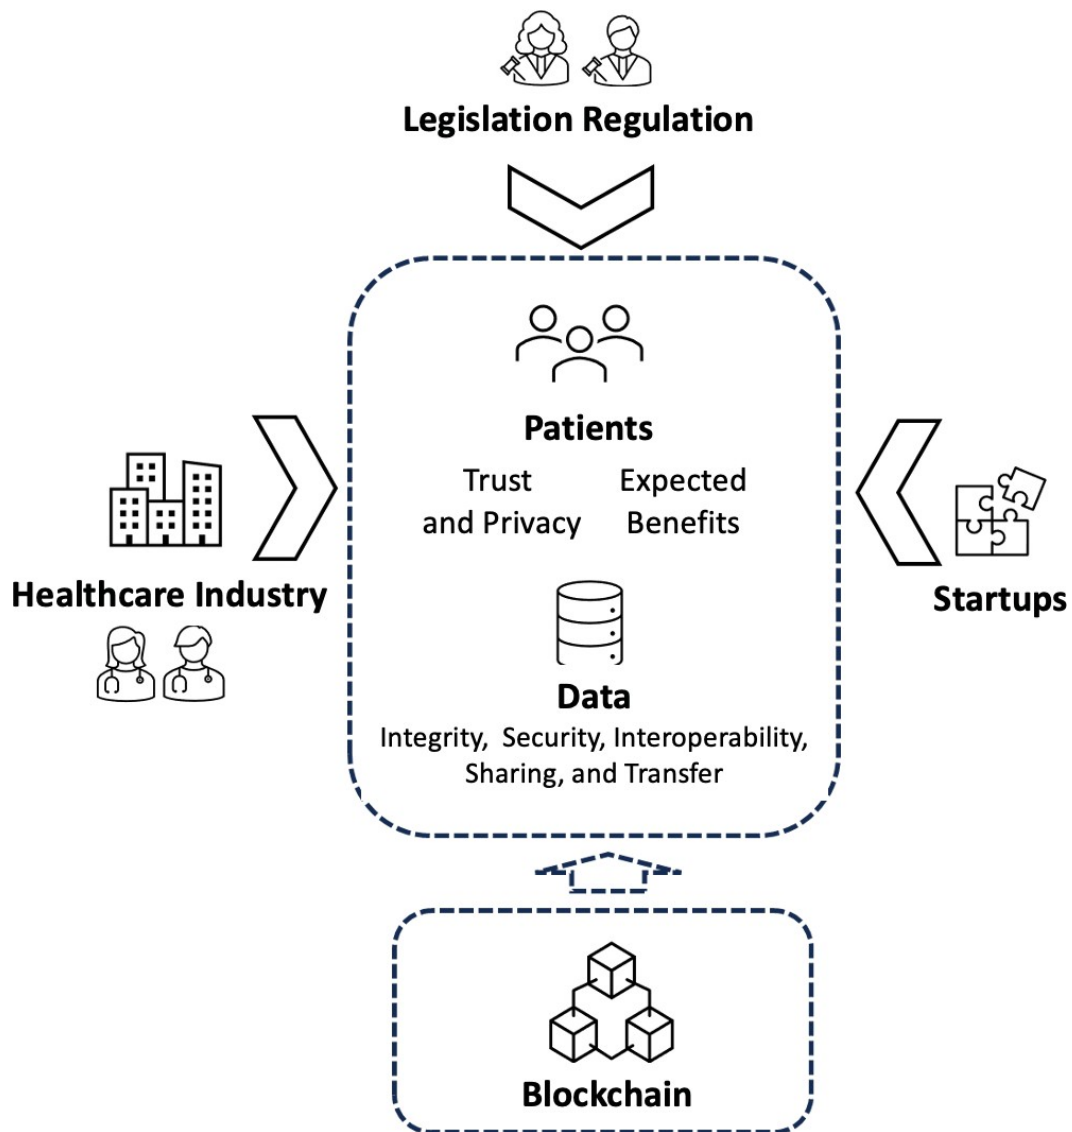 Legislation Regulation
Patients
Trust
and Privacy
Expected
Benefits
Healthcare Industry
Startups
Data
Integrity,  Security, Interoperability,
Sharing, and Transfer
Blockchain